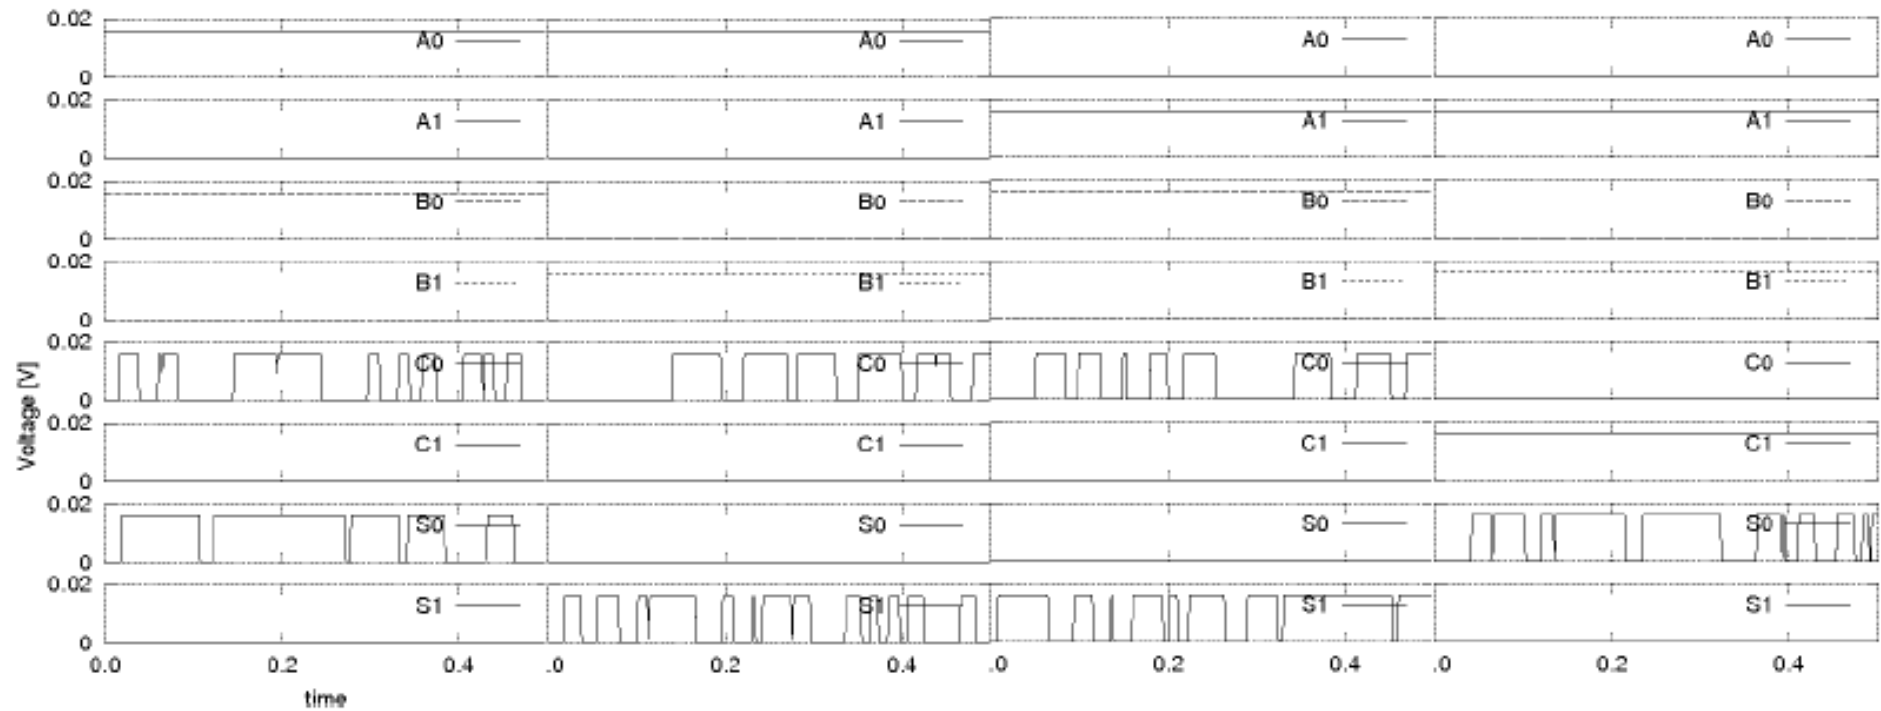 0.02 A0 A0 A0 A0
0
0.02 A1 A1 A1 A1
0
0.02 B0 B0 B0 B0
0
0.02 B1 B1 B1 B1
0
0.02 C0 C0 C0 C0
0
0.02 C1 C1 C1 C1
0
0.02 S0 S0 S0 S0
0
0.02 S1 S1 S1 S1
0
Voltage [V]
0.0 0.2 0.4 .0 0.2 0.4 .0 0.2 0.4 .0 0.2 0.4
time